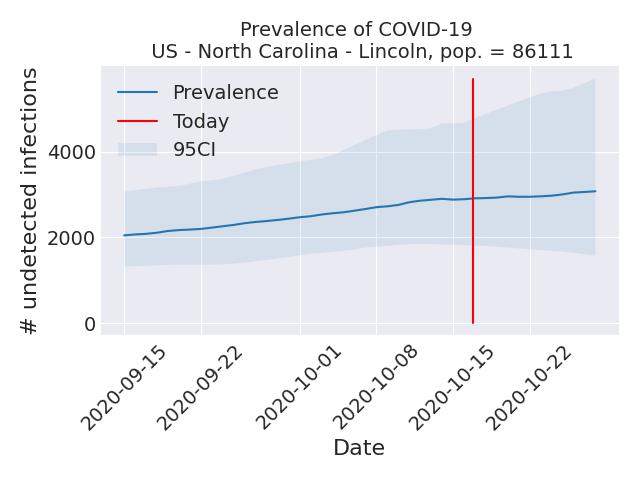 Prevalence of COVID-19
US - North Carolina - Lincoln, pop. = 86111
Prevalence
Today
95CI
# undetected infections
4000
2000
0
2020-09-15
2020-09-22
2020-10-01
2020-10-08
2020-10-15
2020-10-22
Date